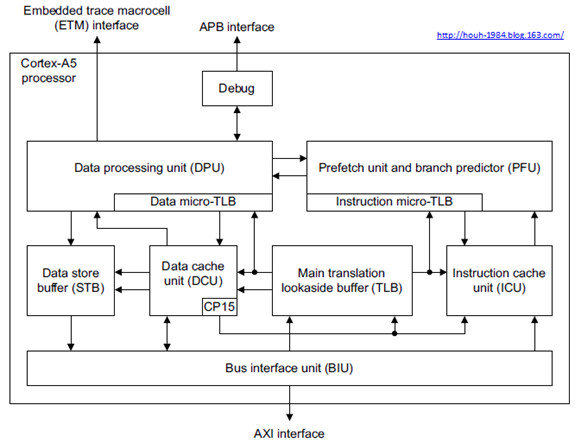 Embedded trace macrocell
(ETM) interface
APB interface
http://houh-1984.blog.163.com/
Cortex-A5
processor
Debug
Data processing unit (DPU)
Prefetch unit and branch predictor (PFU)
Data micro-TLB
Instruction micro-TLB
Data store
buffer (STB)
Data cache
unit (DCU)
CP15
Main translation
lookaside buffer (TLB)
Instruction cache
unit (ICU)
Bus interface unit (BIU)
AXI interface